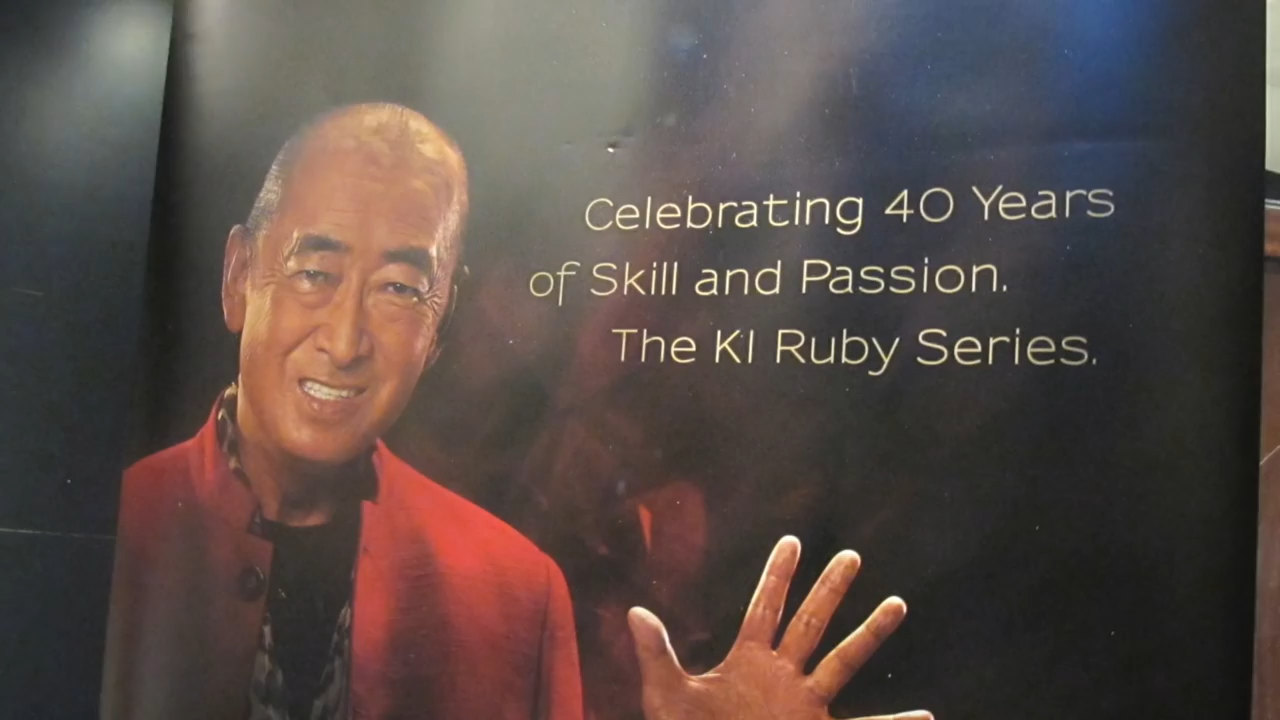 Celebrating 40 Years
of Skill and Passion.
The KI Ruby Series.